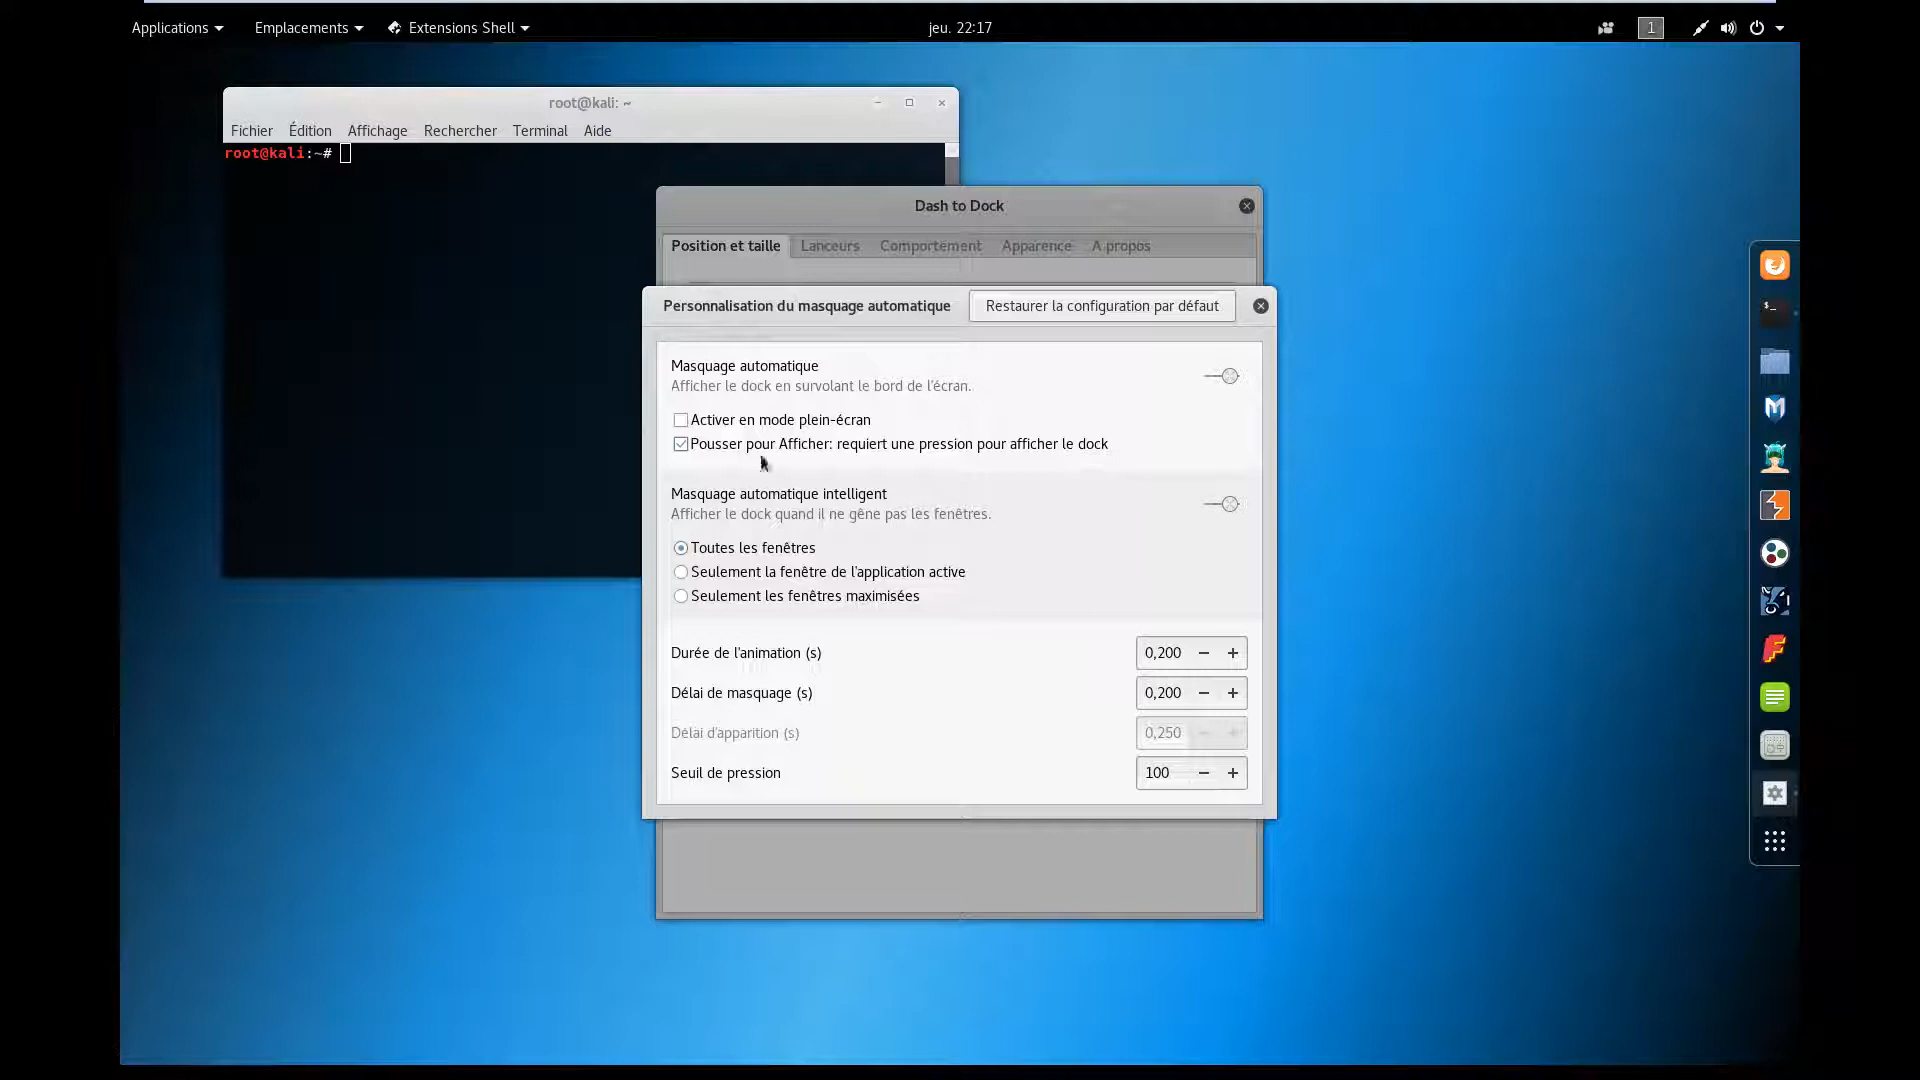 Applications Emplacements Extensions Shell jeu. 22:17 1
root@kali: ~
Fichier Édition Affichage Rechercher Terminal Aide
root@kali:~#
Dash to Dock
Position et taille Lanceurs Comportement Apparence A propos
Personnalisation du masquage automatique Restaurer la configuration par défaut
Masquage automatique
Afficher le dock en survolant le bord de l'écran.
Activer en mode plein-écran
Pousser pour Afficher: requiert une pression pour afficher le dock
Masquage automatique intelligent
Afficher le dock quand il ne gêne pas les fenêtres.
Toutes les fenêtres
Seulement la fenêtre de l'application active
Seulement les fenêtres maximisées
Durée de l'animation (s) 0,200 − +
Délai de masquage (s) 0,200 − +
Délai d'apparition (s) 0,250 − +
Seuil de pression 100 − +